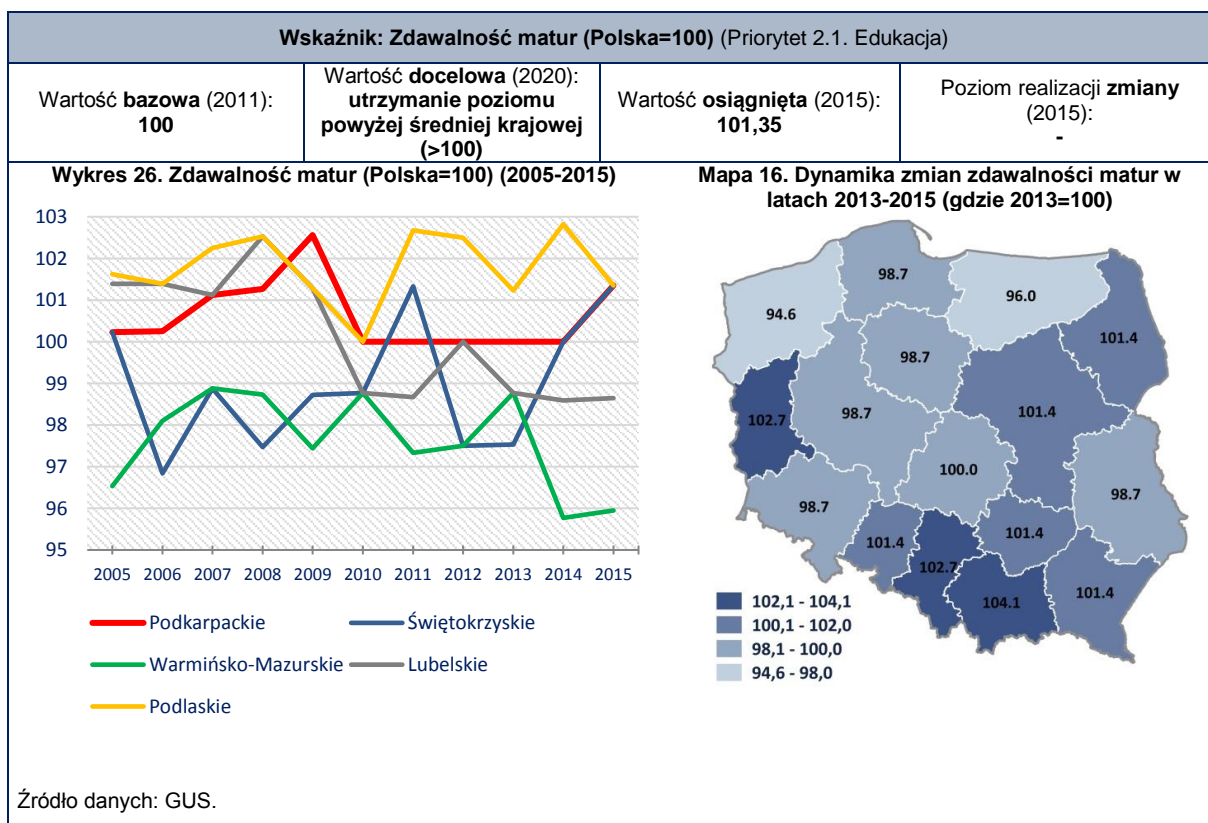 Wskaźnik: Zdawalność matur (Polska=100) (Priorytet 2.1. Edukacja)
Wartość bazowa (2011):
100
Wartość docelowa (2020):
utrzymanie poziomu
powyżej średniej krajowej
(>100)
Wartość osiągnięta (2015):
101,35
Poziom realizacji zmiany
(2015):
-
Wykres 26. Zdawalność matur (Polska=100) (2005-2015)
103
102
101
100
99
98
97
96
95
2005 2006 2007 2008 2009 2010 2011 2012 2013 2014 2015
Podkarpackie
Świętokrzyskie
Warmińsko-Mazurskie
Lubelskie
Podlaskie
Mapa 16. Dynamika zmian zdawalności matur w
latach 2013-2015 (gdzie 2013=100)
98.7
96.0
94.6
101.4
98.7
101.4
102.7
98.7
100.0
98.7
98.7
101.4
101.4
102.7
101.4
104.1
102,1 - 104,1
100,1 - 102,0
98,1 - 100,0
94,6 - 98,0
Źródło danych: GUS.